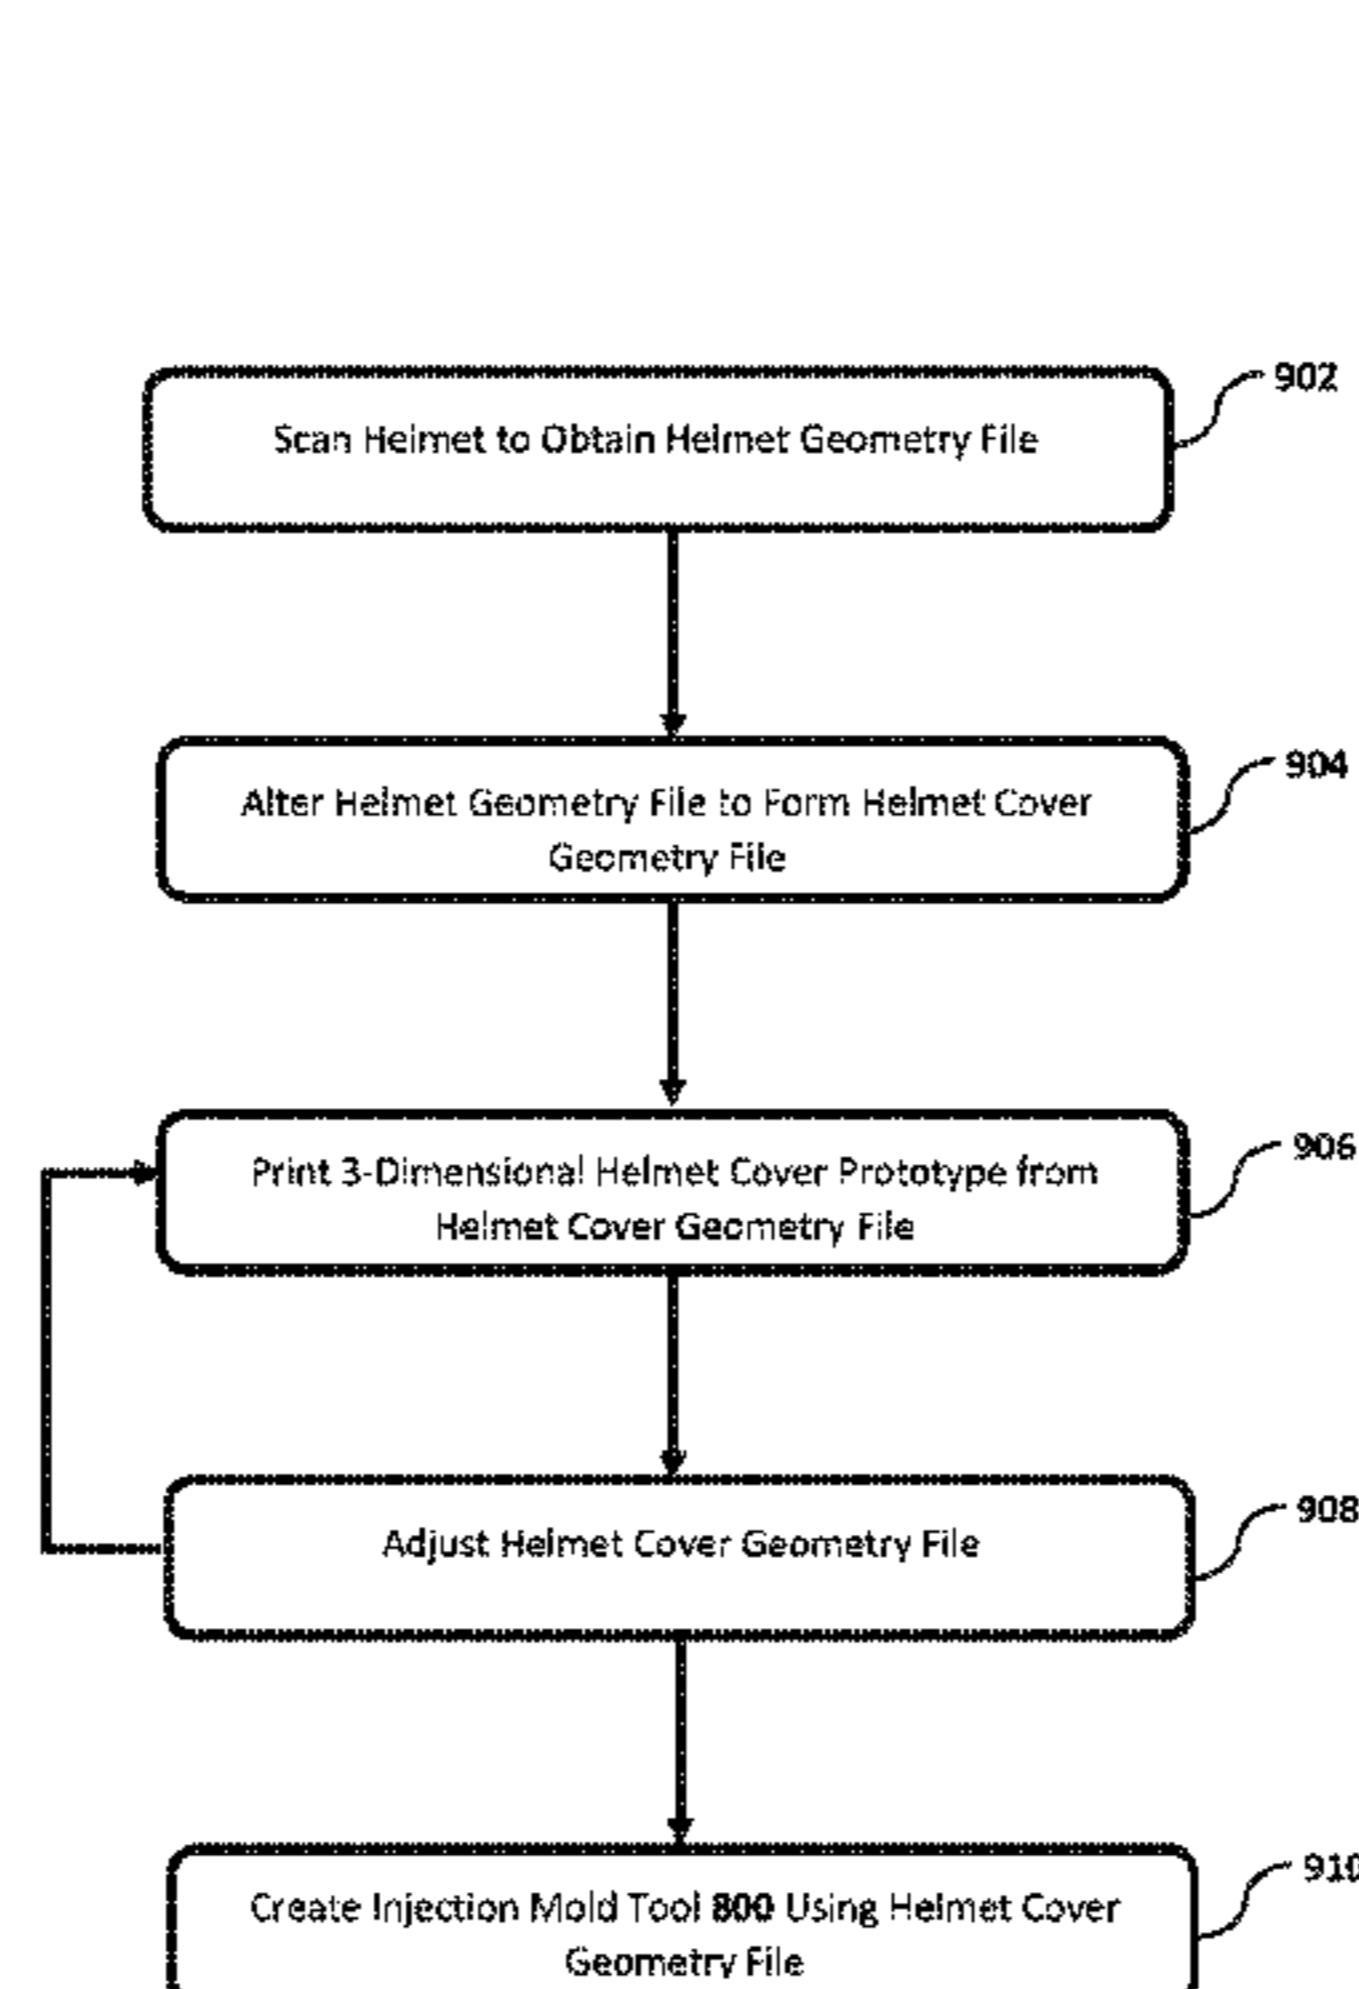 902
Scan Helmet to Obtain Helmet Geometry File
904
Alter Helmet Geometry File to Form Helmet Cover
Geometry File
906
Print 3-Dimensional Helmet Cover Prototype from
Helmet Cover Geometry File
908
Adjust Helmet Cover Geometry File
910
Create Injection Mold Tool 800 Using Helmet Cover
Geometry File